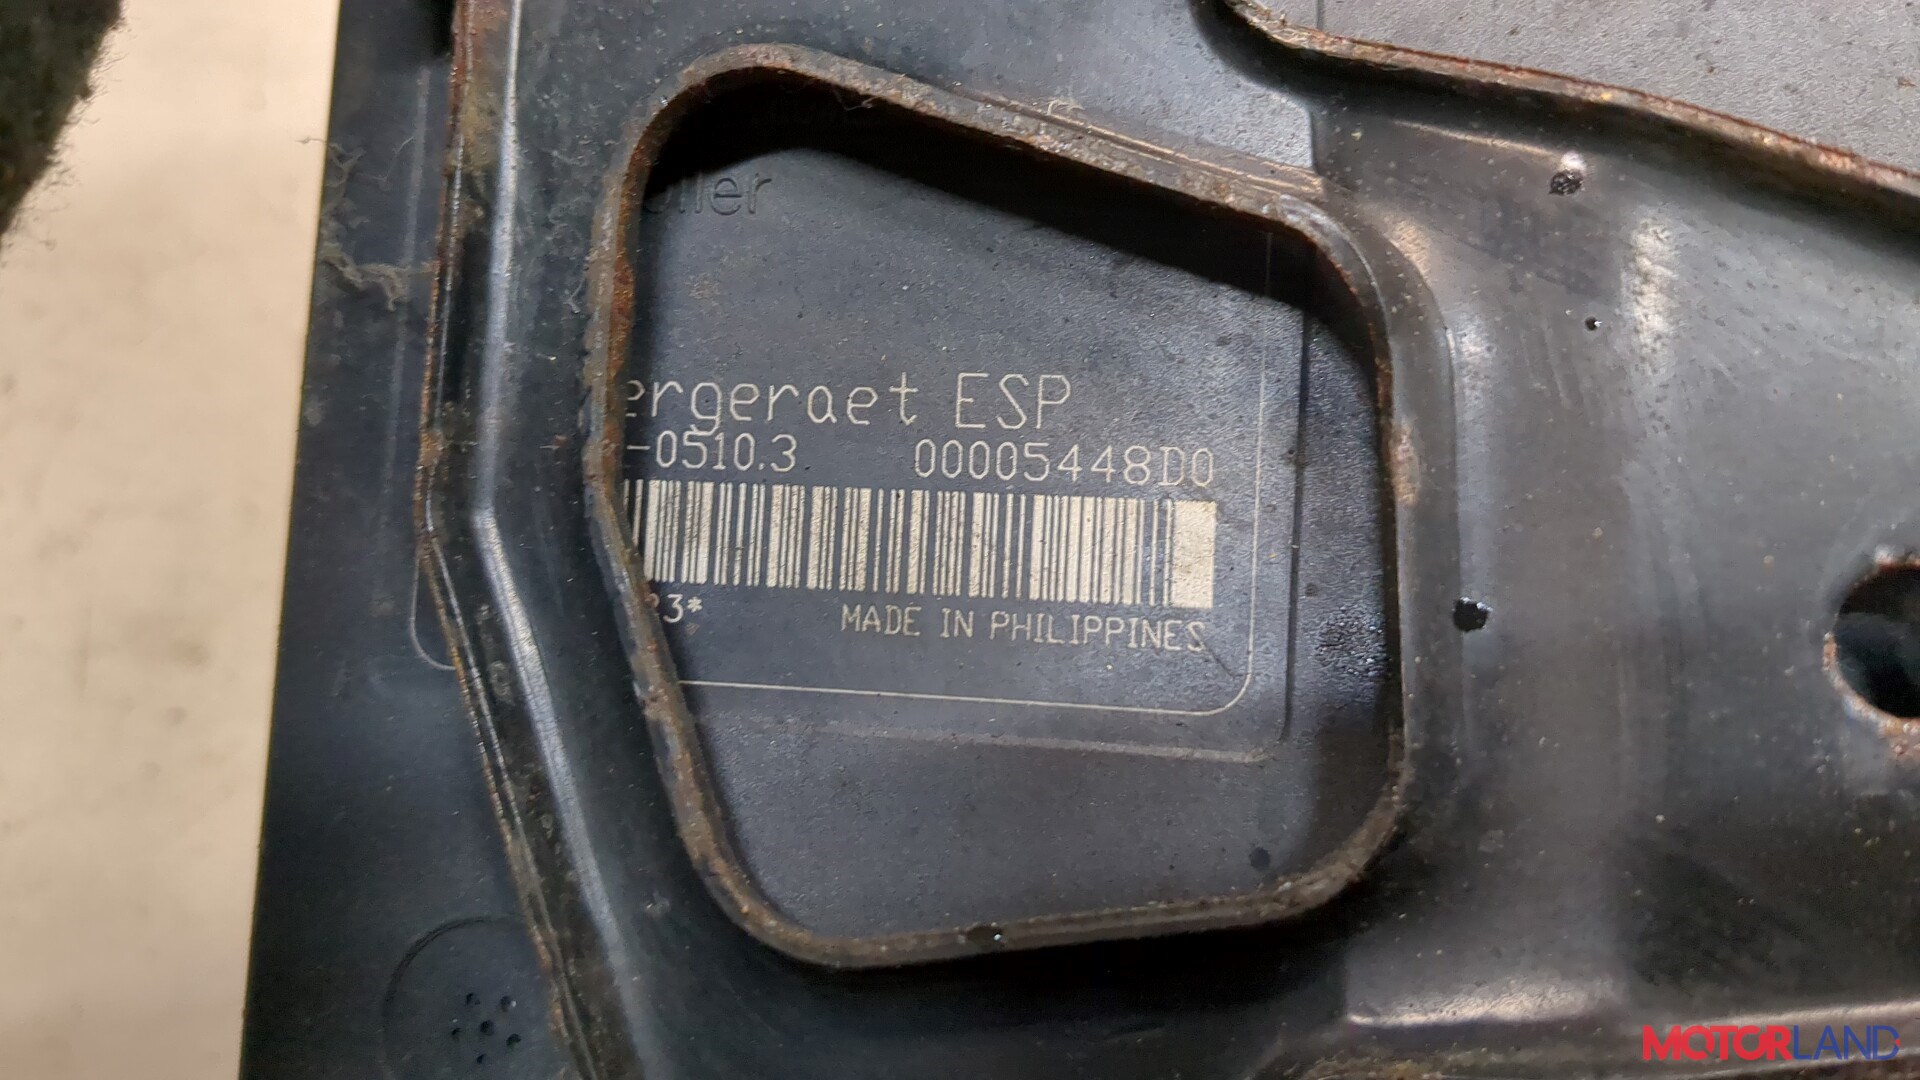 ergeraet ESP
-0510.3 00005448D0
23* MADE IN PHILIPPINES
MOTORLAND